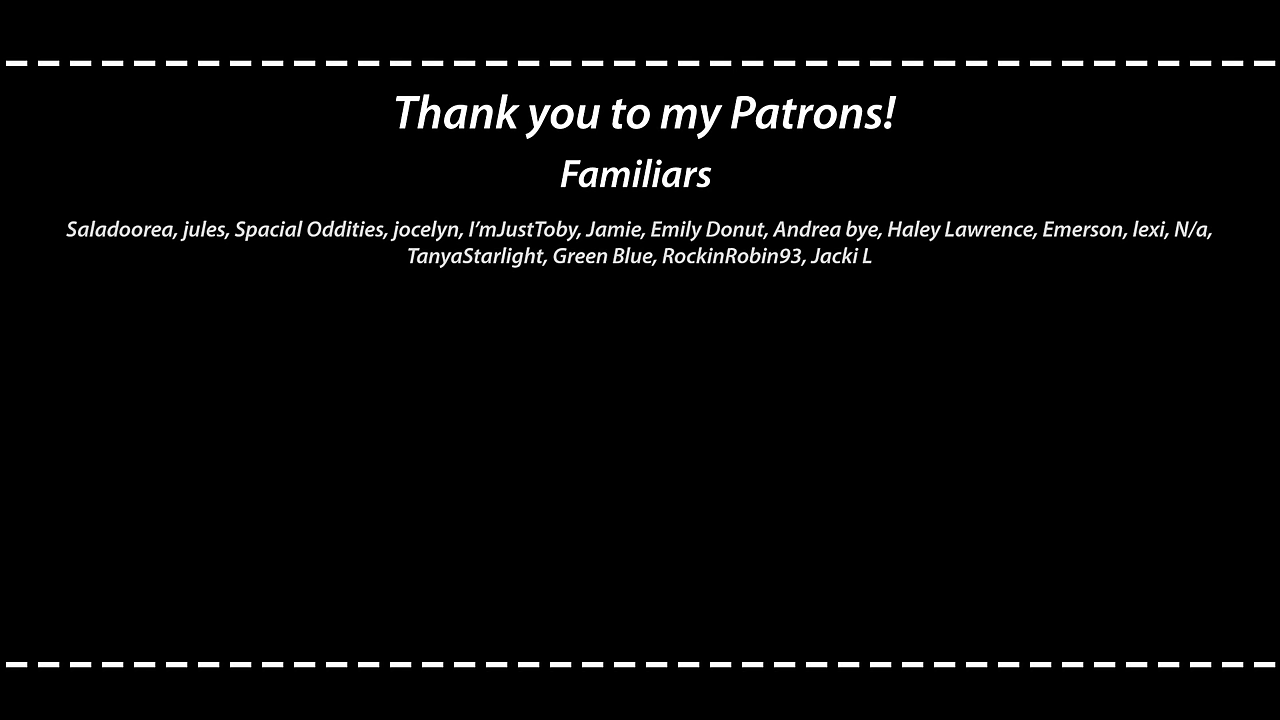 Thank you to my Patrons!
Familiars
Saladoorea, jules, Spacial Oddities, jocelyn, I’mJustToby, Jamie, Emily Donut, Andrea bye, Haley Lawrence, Emerson, lexi, N/a,
TanyaStarlight, Green Blue, RockinRobin93, Jacki L